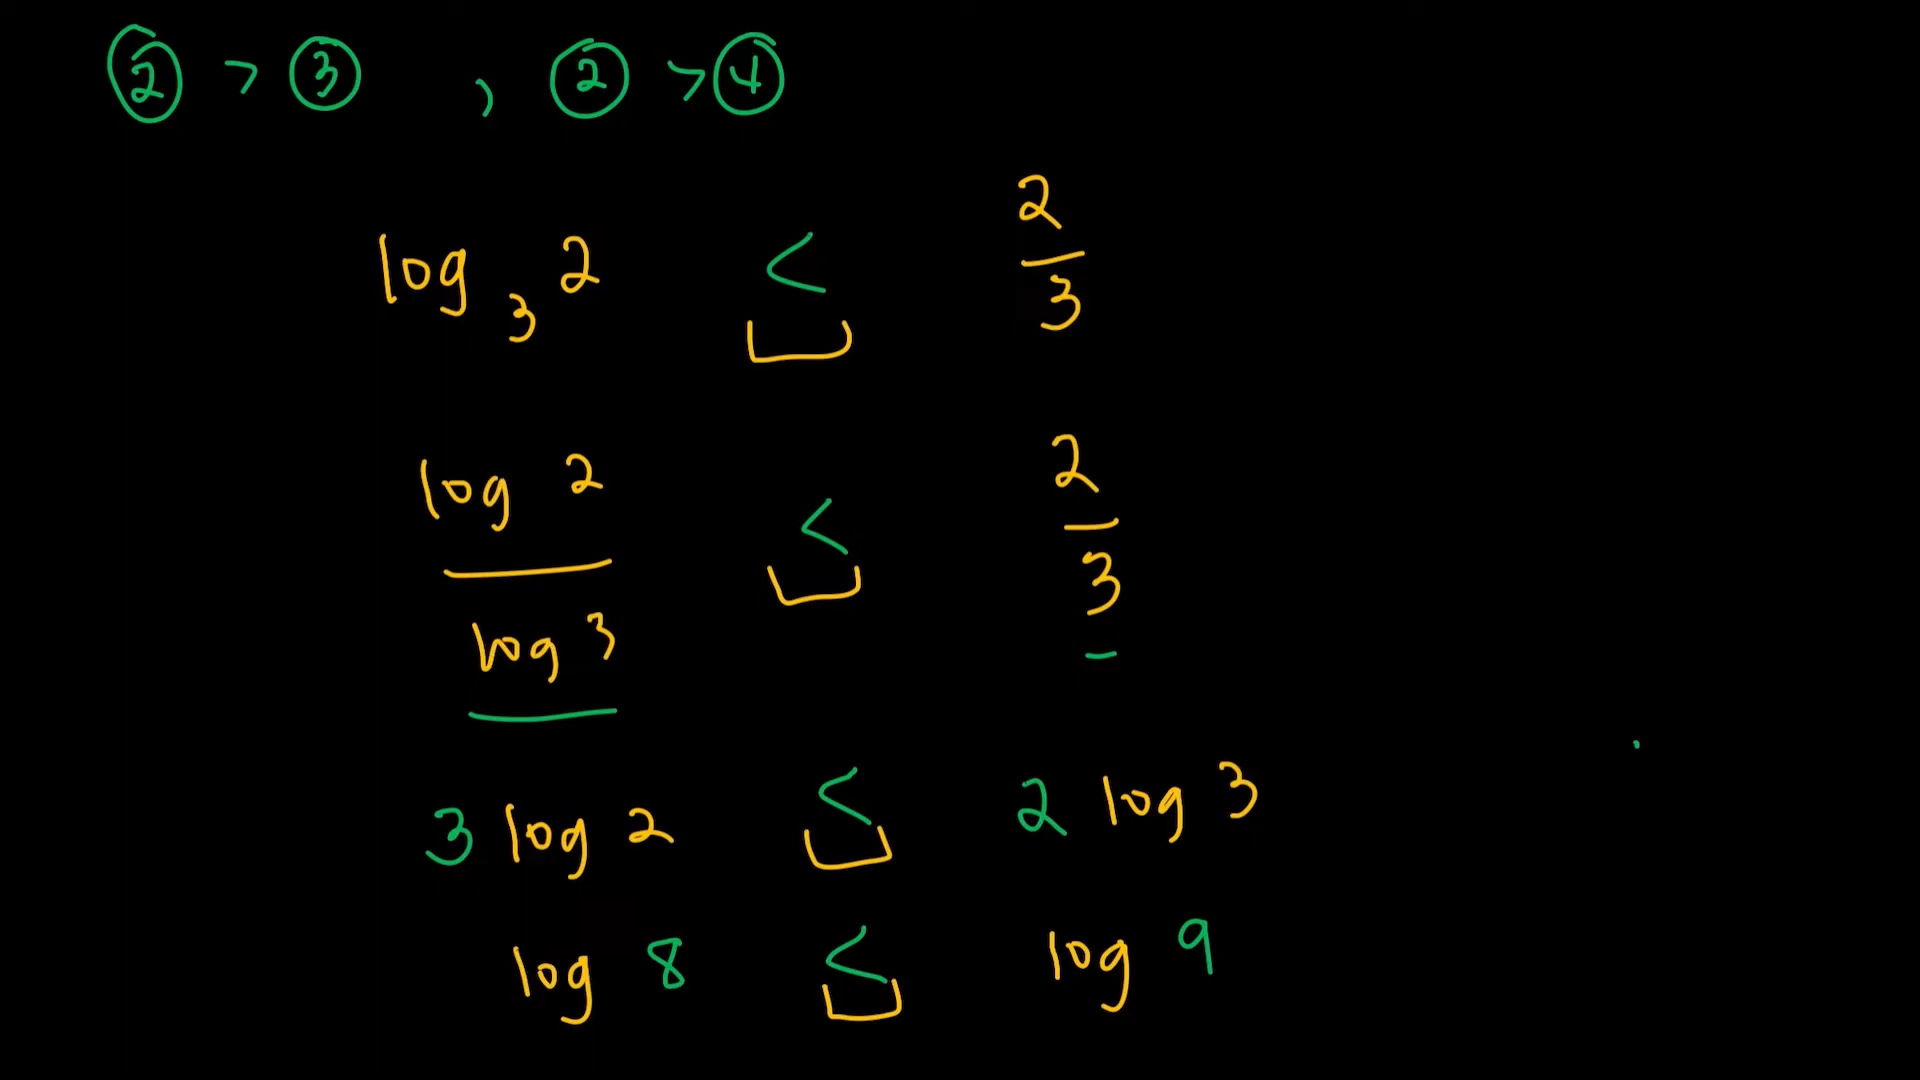 ② > ③ , ② > ④
log₃ 2 < 2/3
log 2 / log 3 < 2/3
3 log 2 < 2 log 3
log 8 < log 9